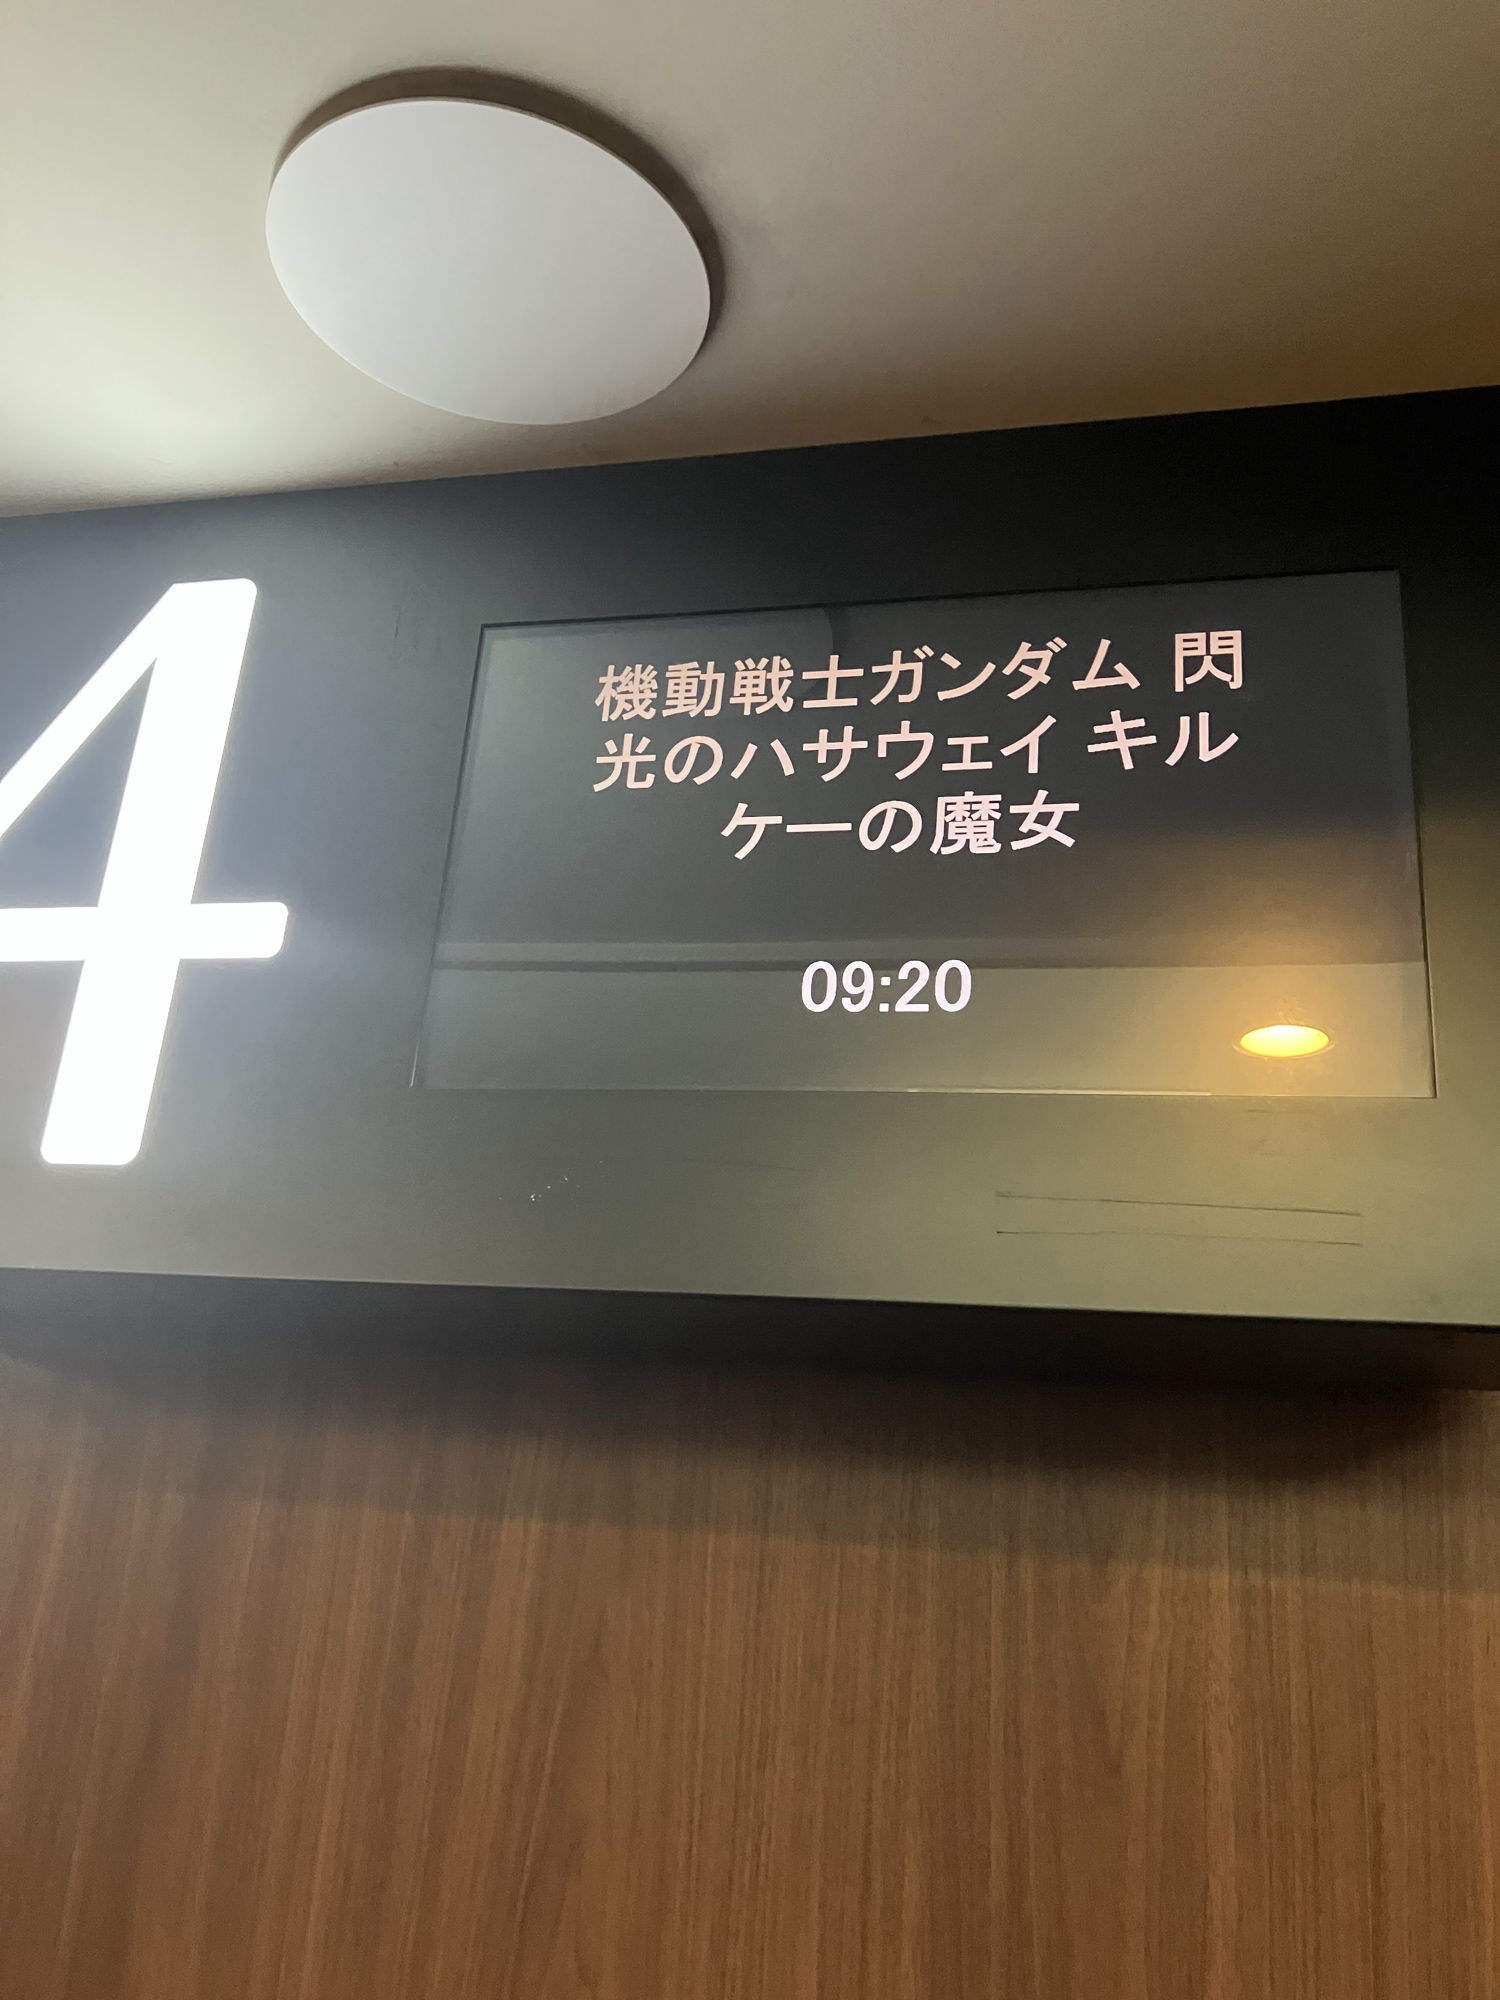 4
機動戦士ガンダム 閃
光のハサウェイ キル
ケーの魔女
09:20